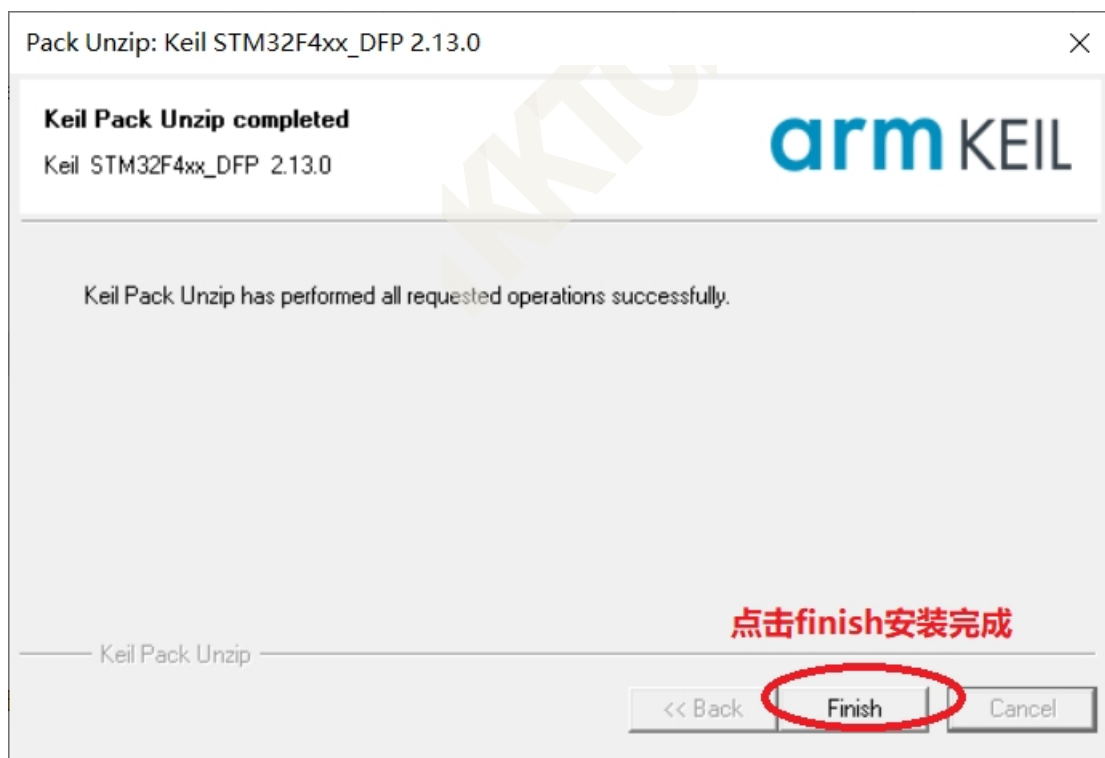 Pack Unzip: Keil STM32F4xx_DFP 2.13.0
Keil Pack Unzip completed
Keil STM32F4xx_DFP 2.13.0
arm KEIL
Keil Pack Unzip has performed all requested operations successfully.
点击finish安装完成
Keil Pack Unzip
<< Back
Finish
Cancel